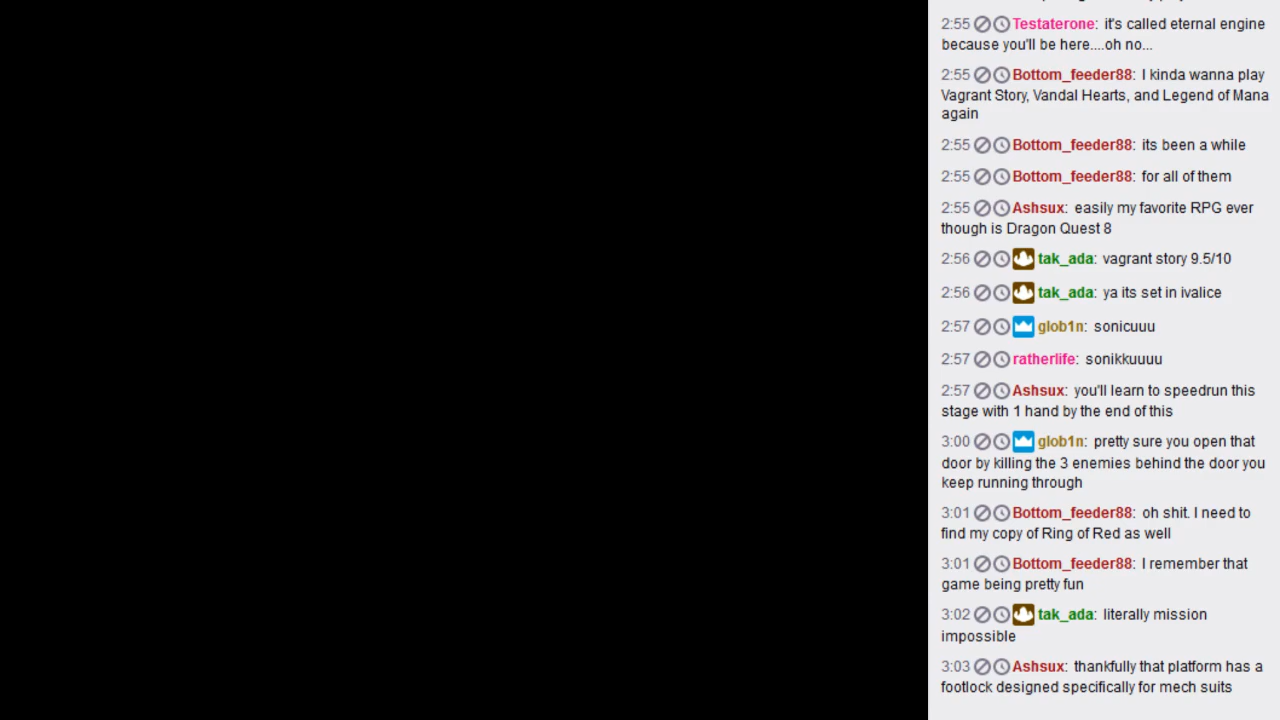 2:55 Testaterone: it's called eternal engine
because you'll be here....oh no...
2:55 Bottom_feeder88: I kinda wanna play
Vagrant Story, Vandal Hearts, and Legend of Mana
again
2:55 Bottom_feeder88: its been a while
2:55 Bottom_feeder88: for all of them
2:55 Ashsux: easily my favorite RPG ever
though is Dragon Quest 8
2:56 tak_ada: vagrant story 9.5/10
2:56 tak_ada: ya its set in ivalice
2:57 glob1n: sonicuuu
2:57 ratherlife: sonikkuuuu
2:57 Ashsux: you'll learn to speedrun this
stage with 1 hand by the end of this
3:00 glob1n: pretty sure you open that
door by killing the 3 enemies behind the door you
keep running through
3:01 Bottom_feeder88: oh shit. I need to
find my copy of Ring of Red as well
3:01 Bottom_feeder88: I remember that
game being pretty fun
3:02 tak_ada: literally mission
impossible
3:03 Ashsux: thankfully that platform has a
footlock designed specifically for mech suits